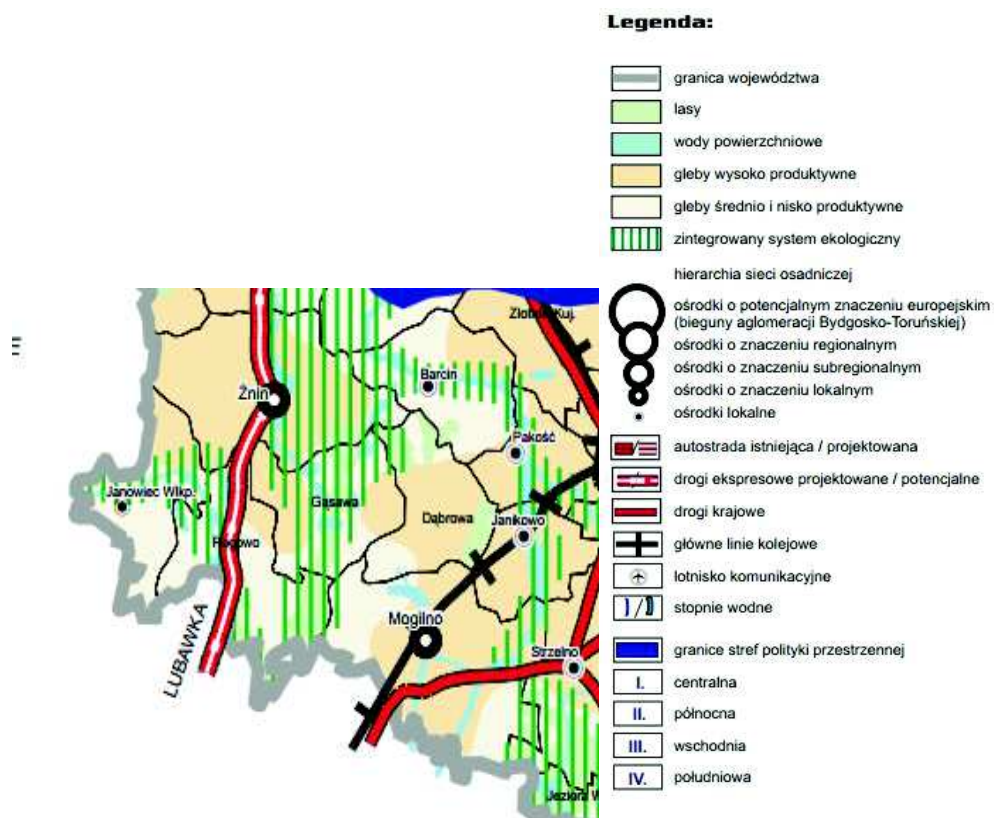 Legenda:
granica województwa
lasy
wody powierzchniowe
gleby wysoko produktywne
gleby średnio i nisko produktywne
zintegrowany system ekologiczny
hierarchia sieci osadniczej
ośrodki o potencjalnym znaczeniu europejskim
(bieguny aglomeracji Bydgosko-Toruńskiej)
ośrodki o znaczeniu regionalnym
ośrodki o znaczeniu subregionalnym
ośrodki o znaczeniu lokalnym
ośrodki lokalne
autostrada istniejąca / projektowana
drogi ekspresowe projektowane / potencjalne
drogi krajowe
główne linie kolejowe
lotnisko komunikacyjne
stopnie wodne
granice stref polityki przestrzennej
I. centralna
II. północna
III. wschodnia
IV. południowa
Kuj.
Barcin
Żnin
Pakość
Janowiec Wlkp.
Gąsawa
Dąbrowa
Janikowo
Rogowo
LUBAWKA
Mogilno
Strzelno
Jeziora W